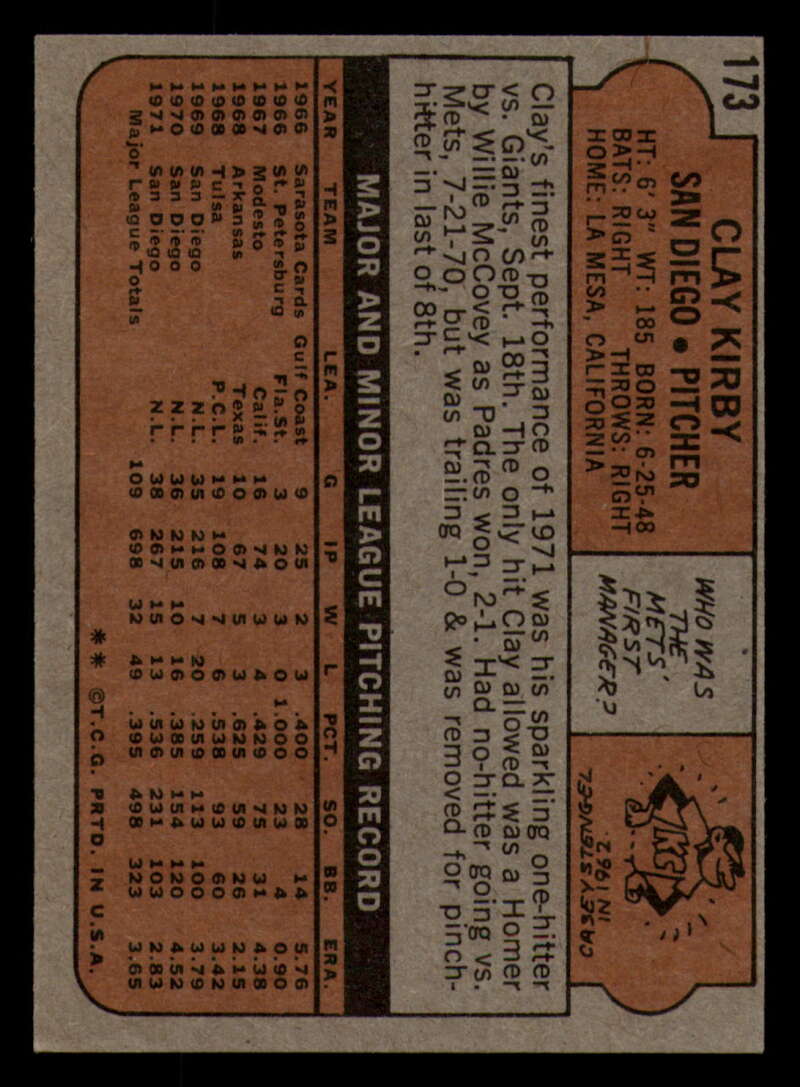 173
CLAY KIRBY
SAN DIEGO • PITCHER
HT: 6' 3" WT: 185 BORN: 6-25-48
BATS: RIGHT THROWS: RIGHT
HOME: LA MESA, CALIFORNIA
WHO WAS
THE
METS'
FIRST
MANAGER?
CASEY STENGEL
IN 1962
Clay's finest performance of 1971 was his sparkling one-hitter
vs. Giants, Sept. 18th. The only hit Clay allowed was a Homer
by Willie McCovey as Padres won, 2-1. Had no-hitter going vs.
Mets, 7-21-70, but was trailing 1-0 & was removed for pinch-
hitter in last of 8th.
MAJOR AND MINOR LEAGUE PITCHING RECORD
YEAR TEAM LEA. G IP W L PCT. SO. BB. ERA.
1966 Sarasota Cards Gulf Coast 9 25 2 3 .400 28 14 5.76
1966 St. Petersburg Fla.St. 3 20 3 0 1.000 23 4 0.90
1967 Modesto Calif. 16 74 3 4 .429 75 31 4.38
1968 Arkansas Texas 10 67 5 3 .625 59 26 2.15
1968 Tulsa P.C.L. 19 108 7 6 .538 93 60 3.42
1969 San Diego N.L. 35 216 7 20 .259 113 100 3.79
1970 San Diego N.L. 36 215 10 16 .385 154 120 4.52
1971 San Diego N.L. 38 267 15 13 .536 231 103 2.83
Major League Totals 109 698 32 49 .395 498 323 3.65
** ©T.C.G. PRTD. IN U.S.A.